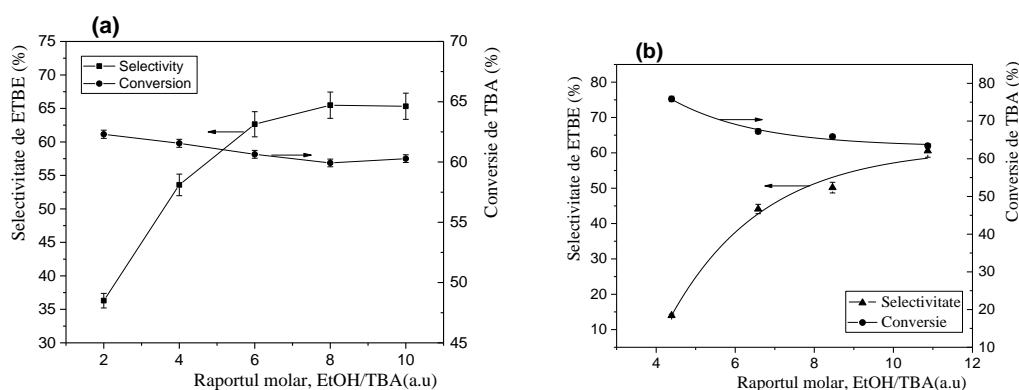 (a)
75
70
65
60
55
50
45
40
35
30
Selectivitate de ETBE (%)
Selectivity
Conversion
70
65
60
55
50
45
Conversie de TBA (%)
2 4 6 8 10
Raportul molar, EtOH/TBA(a.u)
(b)
80
70
60
50
40
30
20
10
Selectivitate de ETBE (%)
80
70
60
50
40
30
20
10
Conversie de TBA (%)
Selectivitate
Conversie
4 6 8 10 12
Raportul molar, EtOH/TBA(a.u)